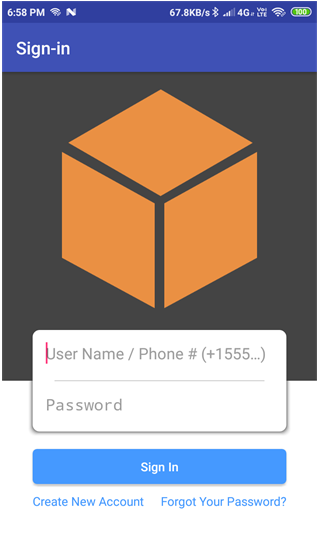 6:58 PM 67.8KB/s 4G VoLTE 100
Sign-in
User Name / Phone # (+1555…)
Password
Sign In
Create New Account Forgot Your Password?